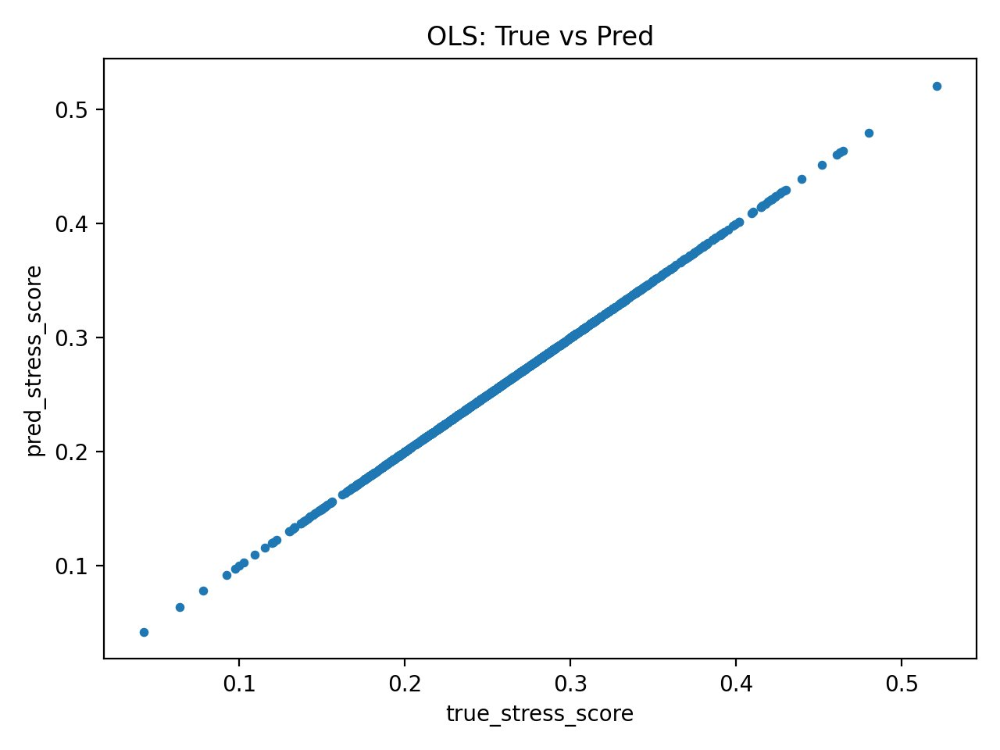 OLS: True vs Pred
pred_stress_score
0.5
0.4
0.3
0.2
0.1
0.1 0.2 0.3 0.4 0.5
true_stress_score